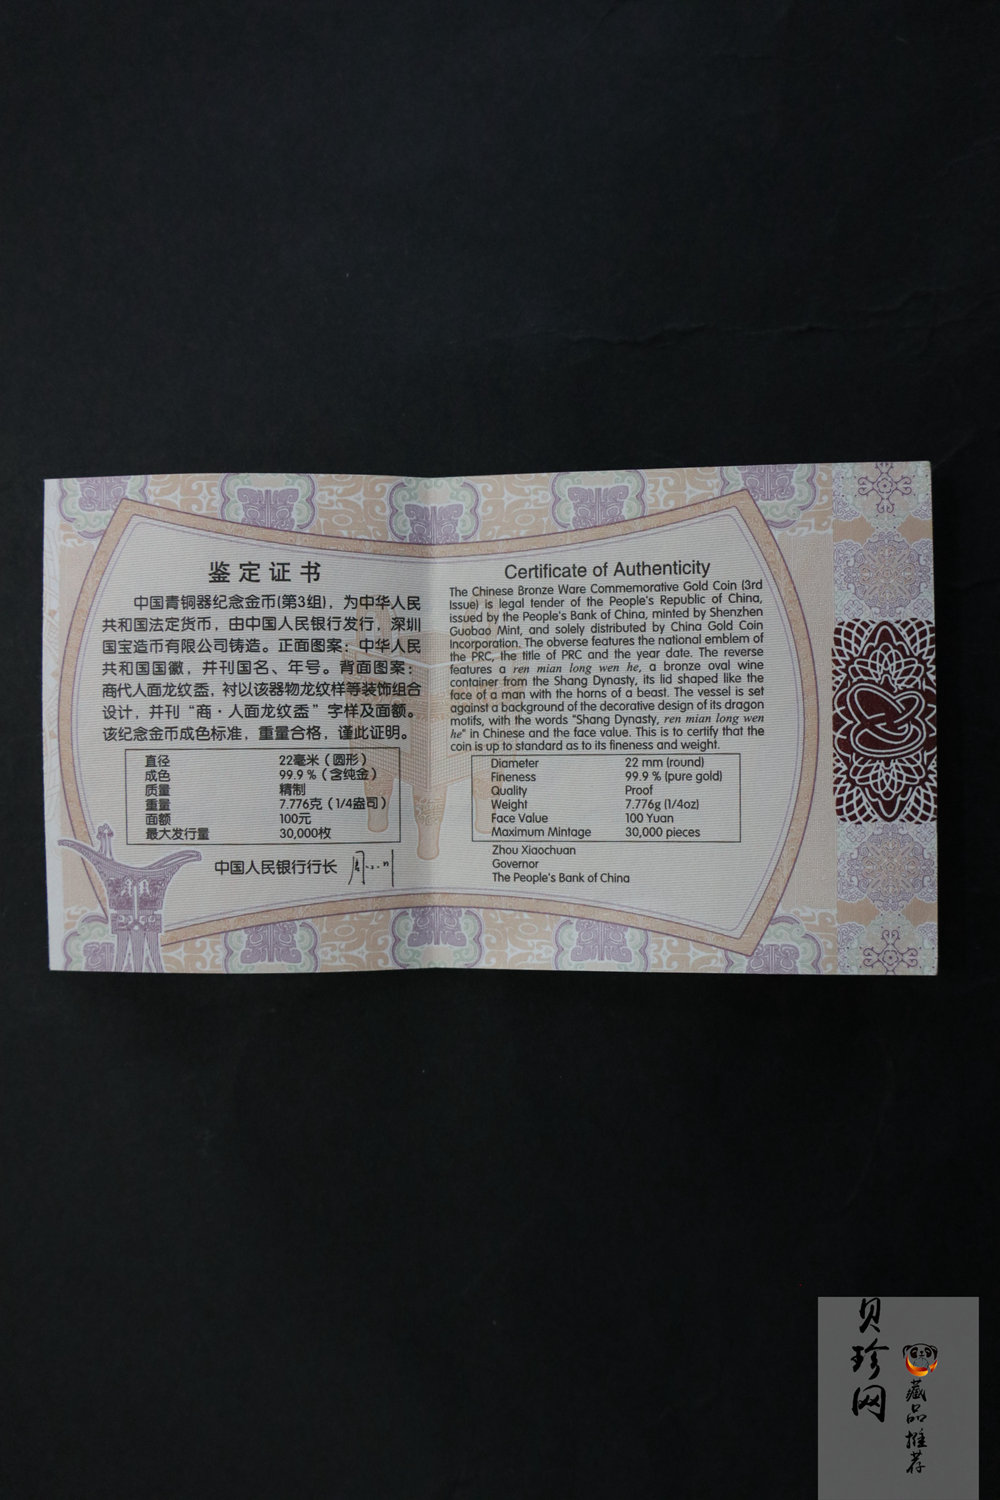 鉴定证书
中国青铜器纪念金币(第3组)，为中华人民
共和国法定货币，由中国人民银行发行，深圳
国宝造币有限公司铸造。正面图案：中华人民
共和国国徽，并刊国名、年号。背面图案：
商代人面龙纹盉，衬以该器物龙纹样等装饰组合
设计，并刊“商·人面龙纹盉”字样及面额。
该纪念金币成色标准，重量合格，谨此证明。
直径 22毫米（圆形）
成色 99.9％（含纯金）
质量 精制
重量 7.776克（1/4盎司）
面额 100元
最大发行量 30,000枚
中国人民银行行长
Certificate of Authenticity
The Chinese Bronze Ware Commemorative Gold Coin (3rd
Issue) is legal tender of the People's Republic of China,
issued by the People's Bank of China, minted by Shenzhen
Guobao Mint, and solely distributed by China Gold Coin
Incorporation. The obverse features the national emblem of
the PRC, the title of PRC and the year date. The reverse
features a ren mian long wen he, a bronze oval wine
container from the Shang Dynasty, its lid shaped like the
face of a man with the horns of a beast. The vessel is set
against a background of the decorative design of its dragon
motifs, with the words "Shang Dynasty, ren mian long wen
he" in Chinese and the face value. This is to certify that the
coin is up to standard as to its fineness and weight.
Diameter 22 mm (round)
Fineness 99.9 % (pure gold)
Quality Proof
Weight 7.776g (1/4oz)
Face Value 100 Yuan
Maximum Mintage 30,000 pieces
Zhou Xiaochuan
Governor
The People's Bank of China
贝珍网
藏品推荐